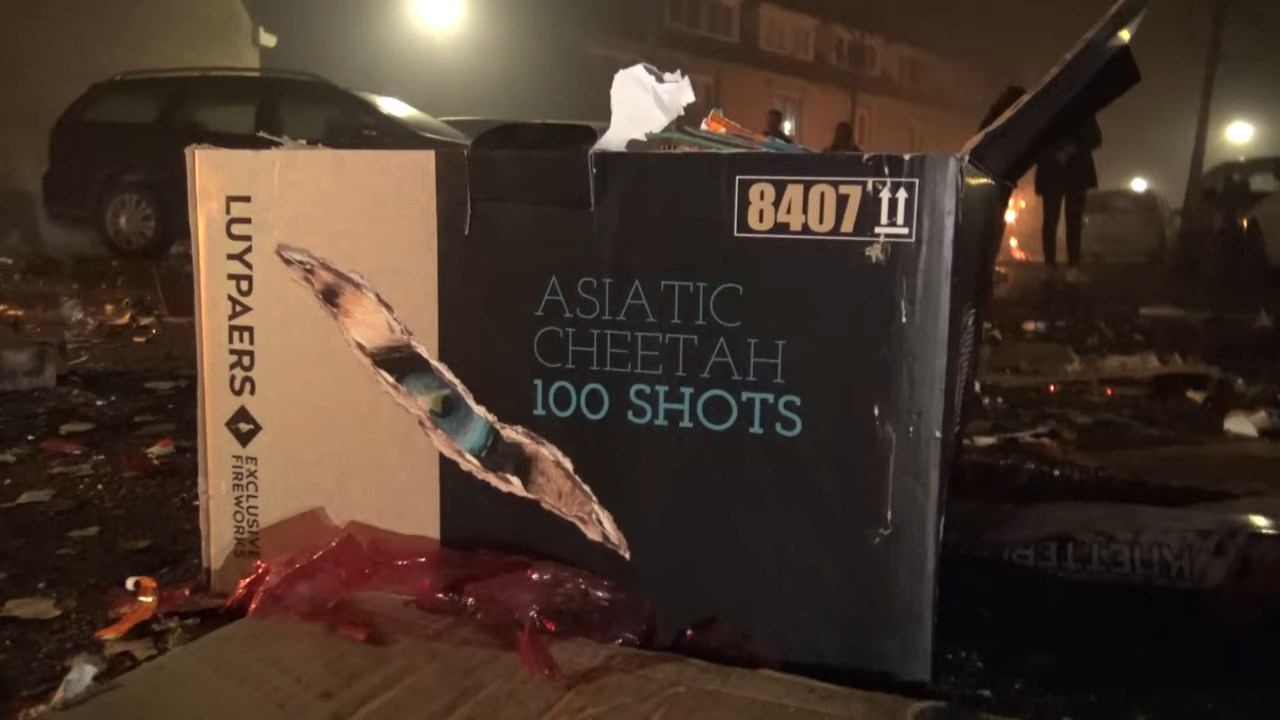 LUYPAERS
EXCLUSIVE
FIREWORKS
8407
ASIATIC
CHEETAH
100 SHOTS